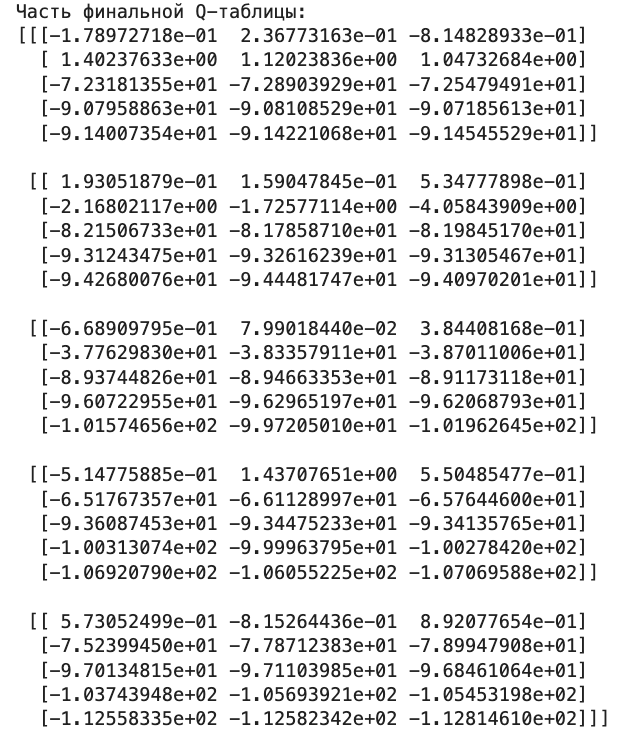 Часть финальной Q-таблицы:
[[[-1.78972718e-01  2.36773163e-01 -8.14828933e-01]
  [ 1.40237633e+00  1.12023836e+00  1.04732684e+00]
  [-7.23181355e+01 -7.28903929e+01 -7.25479491e+01]
  [-9.07958863e+01 -9.08108529e+01 -9.07185613e+01]
  [-9.14007354e+01 -9.14221068e+01 -9.14545529e+01]]
 [[ 1.93051879e-01  1.59047845e-01  5.34777898e-01]
  [-2.16802117e+00 -1.72577114e+00 -4.05843909e+00]
  [-8.21506733e+01 -8.17858710e+01 -8.19845170e+01]
  [-9.31243475e+01 -9.32616239e+01 -9.31305467e+01]
  [-9.42680076e+01 -9.44481747e+01 -9.40970201e+01]]
 [[-6.68909795e-01  7.99018440e-02  3.84408168e-01]
  [-3.77629830e+01 -3.83357911e+01 -3.87011006e+01]
  [-8.93744826e+01 -8.94663353e+01 -8.91173118e+01]
  [-9.60722955e+01 -9.62965197e+01 -9.62068793e+01]
  [-1.01574656e+02 -9.97205010e+01 -1.01962645e+02]]
 [[-5.14775885e-01  1.43707651e+00  5.50485477e-01]
  [-6.51767357e+01 -6.61128997e+01 -6.57644600e+01]
  [-9.36087453e+01 -9.34475233e+01 -9.34135765e+01]
  [-1.00313074e+02 -9.99963795e+01 -1.00278420e+02]
  [-1.06920790e+02 -1.06055225e+02 -1.07069588e+02]]
 [[ 5.73052499e-01 -8.15264436e-01  8.92077654e-01]
  [-7.52399450e+01 -7.78712383e+01 -7.89947908e+01]
  [-9.70134815e+01 -9.71103985e+01 -9.68461064e+01]
  [-1.03743948e+02 -1.05693921e+02 -1.05453198e+02]
  [-1.12558335e+02 -1.12582342e+02 -1.12814610e+02]]]